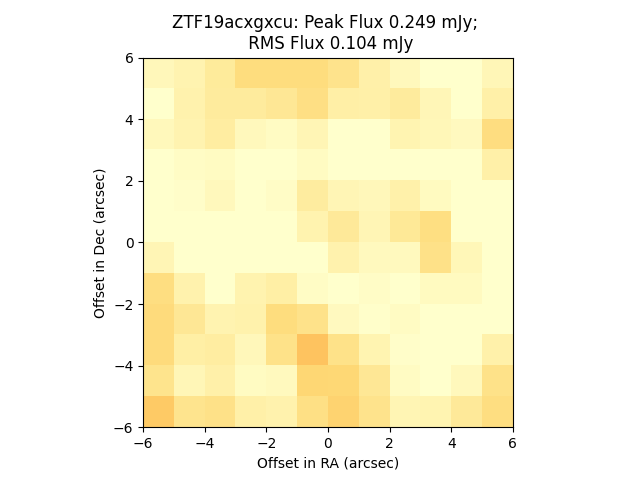 ZTF19acxgxcu: Peak Flux 0.249 mJy;
RMS Flux 0.104 mJy
6
4
2
0
−2
−4
−6
Offset in Dec (arcsec)
−6 −4 −2 0 2 4 6
Offset in RA (arcsec)